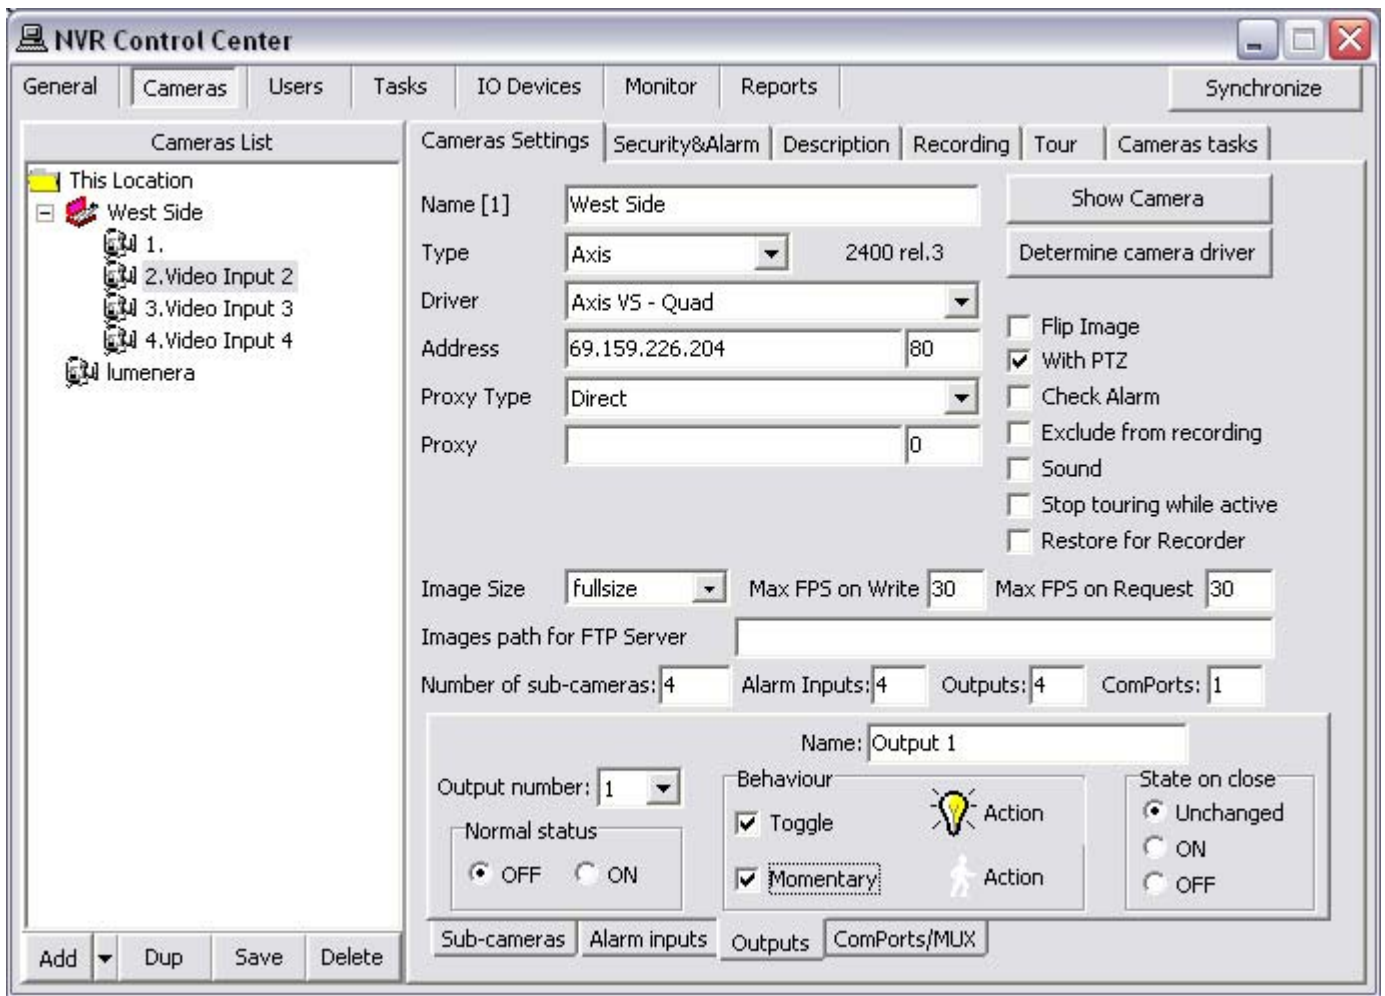 NVR Control Center
General Cameras Users Tasks IO Devices Monitor Reports Synchronize
Cameras List
This Location
West Side
1.
2.Video Input 2
3.Video Input 3
4.Video Input 4
lumenera
Add Dup Save Delete
Cameras Settings Security&Alarm Description Recording Tour Cameras tasks
Name [1] West Side Show Camera
Type Axis 2400 rel.3 Determine camera driver
Driver Axis VS - Quad
Address 69.159.226.204 80
Proxy Type Direct
Proxy 0
Flip Image
With PTZ
Check Alarm
Exclude from recording
Sound
Stop touring while active
Restore for Recorder
Image Size fullsize Max FPS on Write 30 Max FPS on Request 30
Images path for FTP Server
Number of sub-cameras: 4 Alarm Inputs: 4 Outputs: 4 ComPorts: 1
Name: Output 1
Output number: 1
Normal status
OFF ON
Behaviour
Toggle Action
Momentary Action
State on close
Unchanged
ON
OFF
Sub-cameras Alarm inputs Outputs ComPorts/MUX